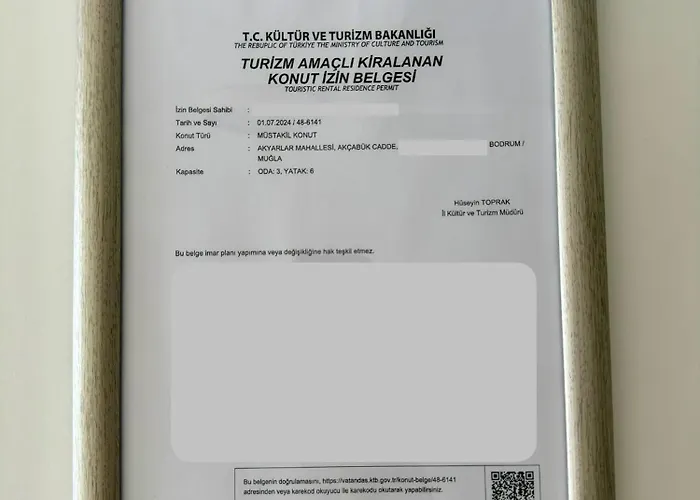 T.C. KÜLTÜR VE TURİZM BAKANLIĞI
THE REBUPLIC OF TÜRKİYE THE MINISTRY OF CULTURE AND TOURISM
TURİZM AMAÇLI KİRALANAN
KONUT İZİN BELGESİ
TOURISTIC RENTAL RESIDENCE PERMIT
İzin Belgesi Sahibi :
Tarih ve Sayı : 01.07.2024 / 48-6141
Konut Türü : MÜSTAKİL KONUT
Adres : AKYARLAR MAHALLESİ, AKÇABÜK CADDE, BODRUM /
MUĞLA
Kapasite : ODA: 3, YATAK: 6
Hüseyin TOPRAK
İl Kültür ve Turizm Müdürü
Bu belge imar planı yapımına veya değişikliğine hak teşkil etmez.
Bu belgenin doğrulamasını, https://vatandas.ktb.gov.tr/konut-belge/48-6141
adresinden veya karekod okuyucu ile karekodu okutarak yapabilirsiniz.